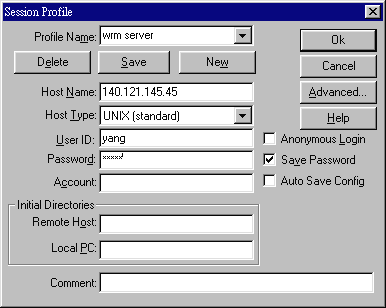 Session Profile
Profile Name: wrm server
Ok
Delete Save New
Cancel
Host Name: 140.121.145.45
Advanced...
Host Type: UNIX (standard)
Help
User ID: yang
Anonymous Login
Password:
Save Password
Account:
Auto Save Config
Initial Directories
Remote Host:
Local PC:
Comment: